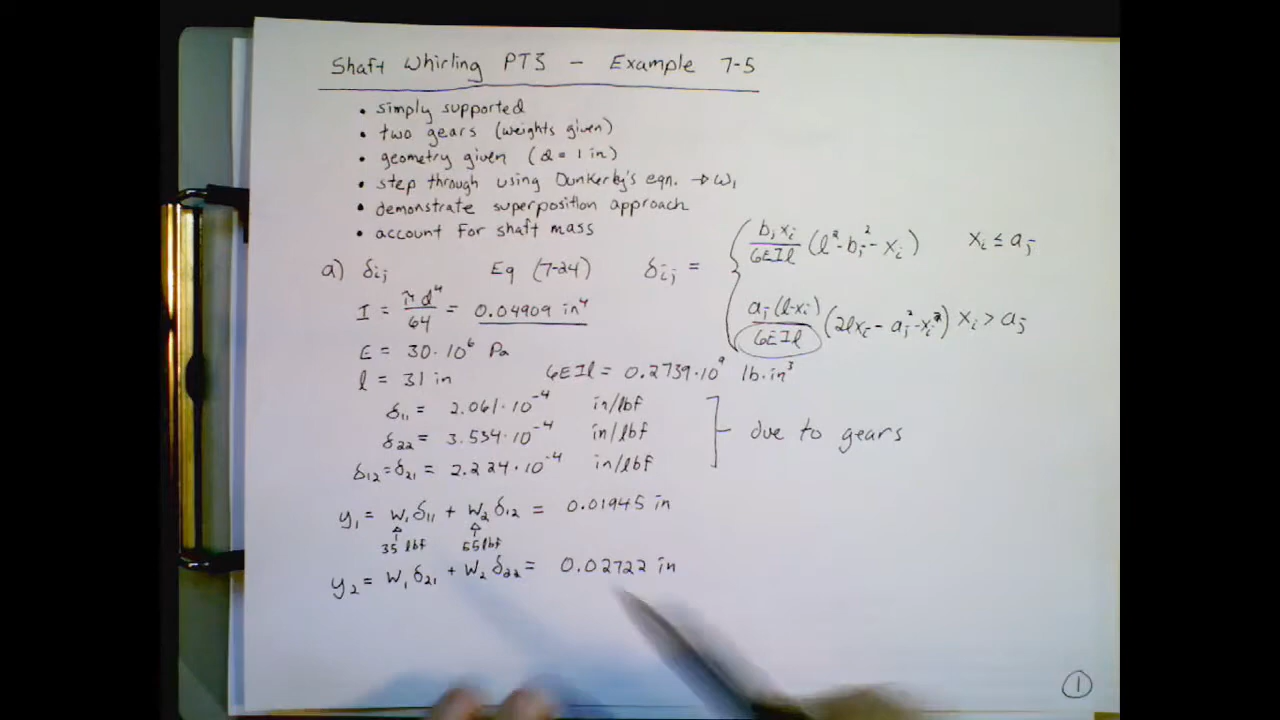 Shaft Whirling PT3 - Example 7-5
• simply supported
• two gears (weights given)
• geometry given (d = 1 in)
• step through using Dunkerley's eqn. → ω₁
• demonstrate superposition approach
• account for shaft mass
a) δij Eq (7-24) δij = { bjxi/6EIl (l² - bj² - xi) xi ≤ aj
aj(l-xi)/6EIl (2lxi - aj² - xi²) xi > aj
I = πd⁴/64 = 0.04909 in⁴
E = 30·10⁶ Pa
l = 31 in 6EIl = 0.2739·10⁹ lb·in³
δ₁₁ = 2.061·10⁻⁴ in/lbf
δ₂₂ = 3.534·10⁻⁴ in/lbf ] due to gears
δ₁₂=δ₂₁ = 2.224·10⁻⁴ in/lbf
y₁ = W₁δ₁₁ + W₂δ₁₂ = 0.01945 in
35 lbf 55lbf
y₂ = W₁δ₂₁ + W₂δ₂₂ = 0.02722 in
1